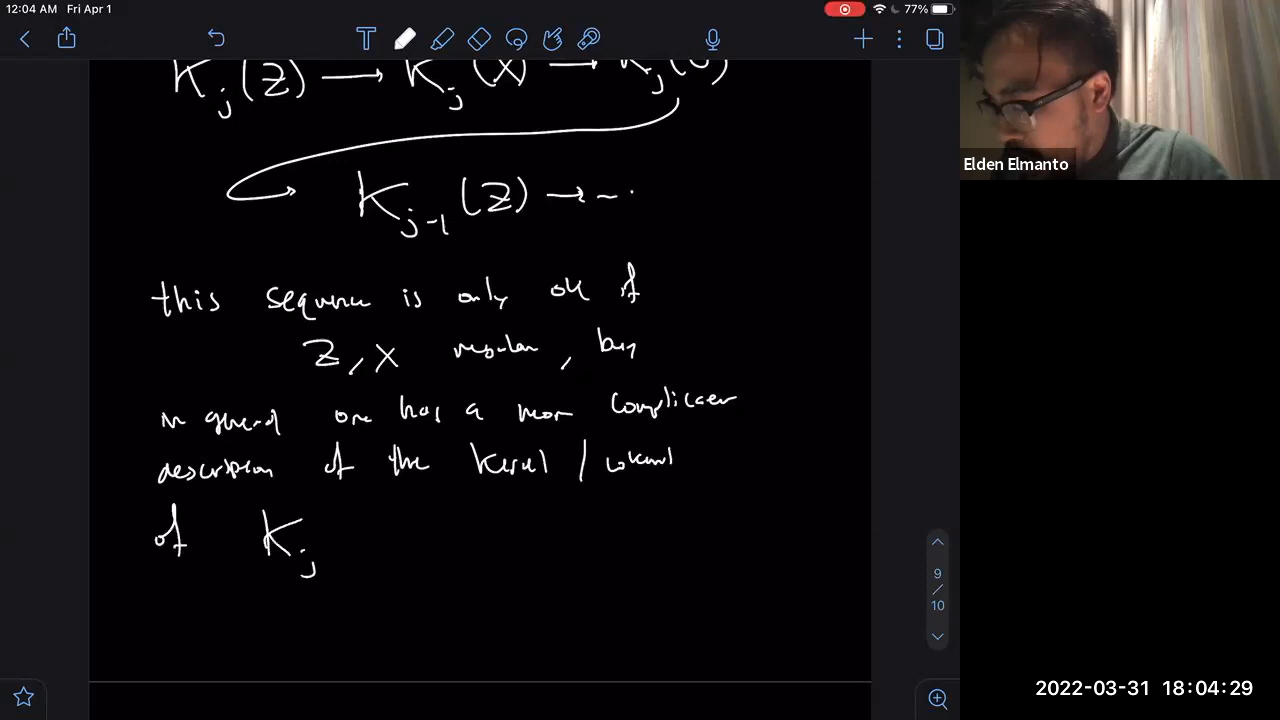 12:04 AM Fri Apr 1
77%
K_j(Z) → K_j(X) → K_j(U)
K_{j-1}(Z) → ...
this sequence is only ok if
Z, X regular, but
in general one has a more complicated
description of the kernel / cokernel
of K_j
9
/
10
Elden Elmanto
2022-03-31 18:04:29